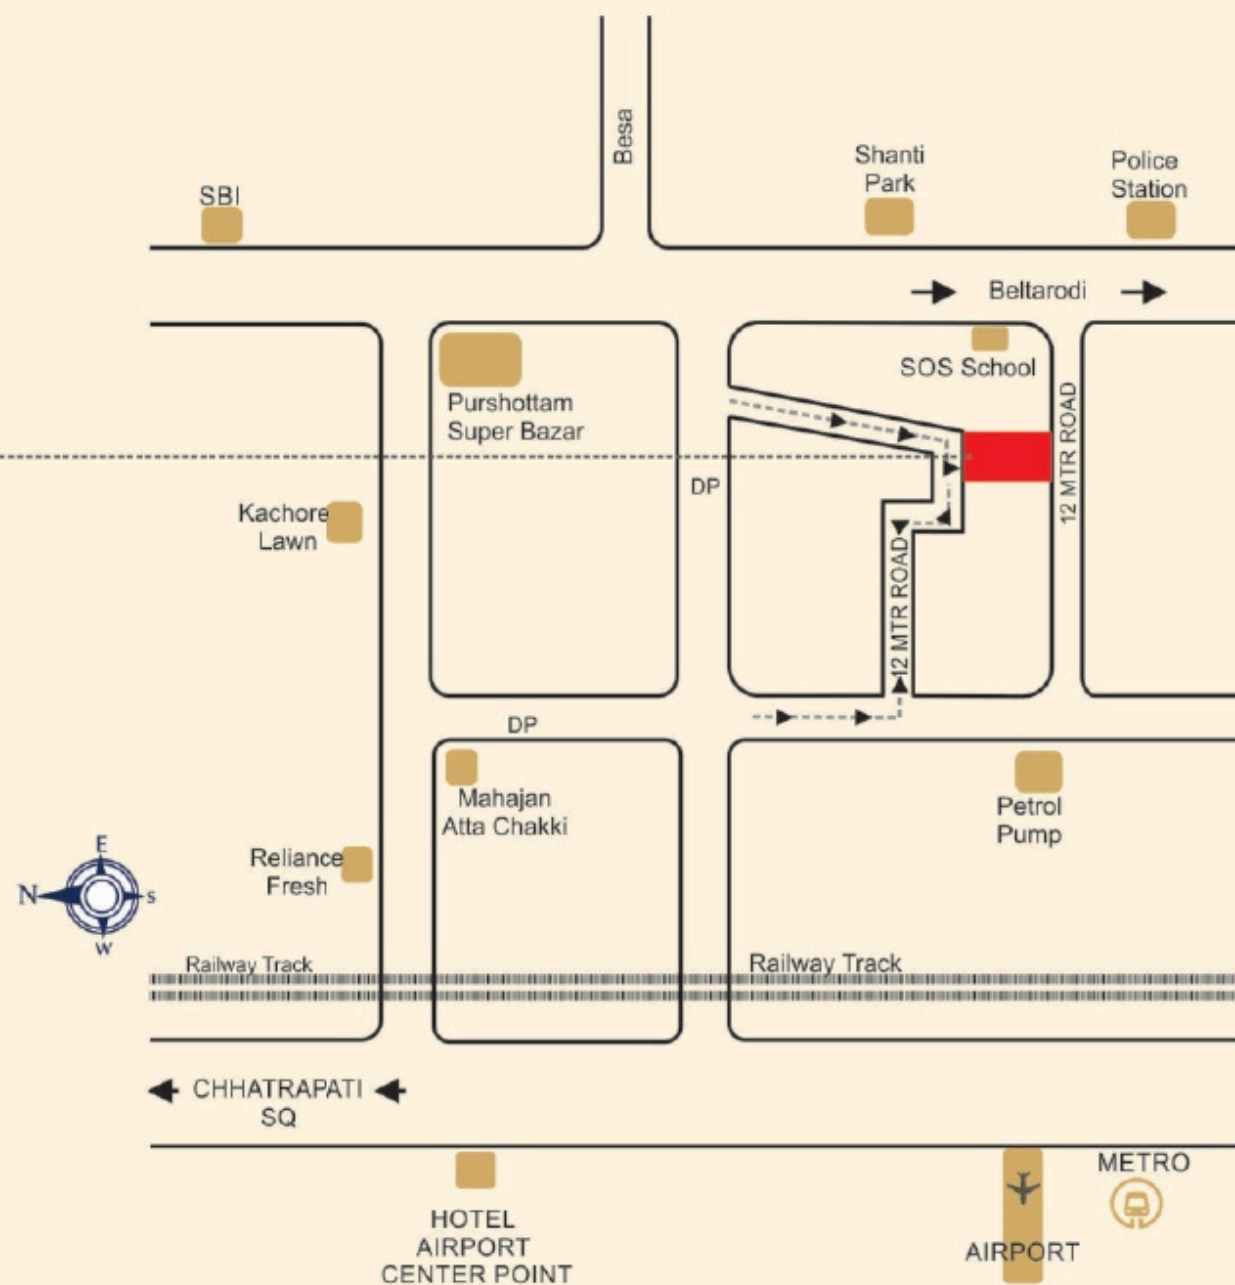 Besa
Shanti
Park
Police
Station
SBI
Beltarodi
SOS School
Purshottam
Super Bazar
12 MTR ROAD
DP
Kachore
Lawn
12 MTR ROAD
DP
Mahajan
Atta Chakki
Petrol
Pump
E
N
S
W
Reliance
Fresh
Railway Track
Railway Track
CHHATRAPATI
SQ
METRO
HOTEL
AIRPORT
CENTER POINT
AIRPORT